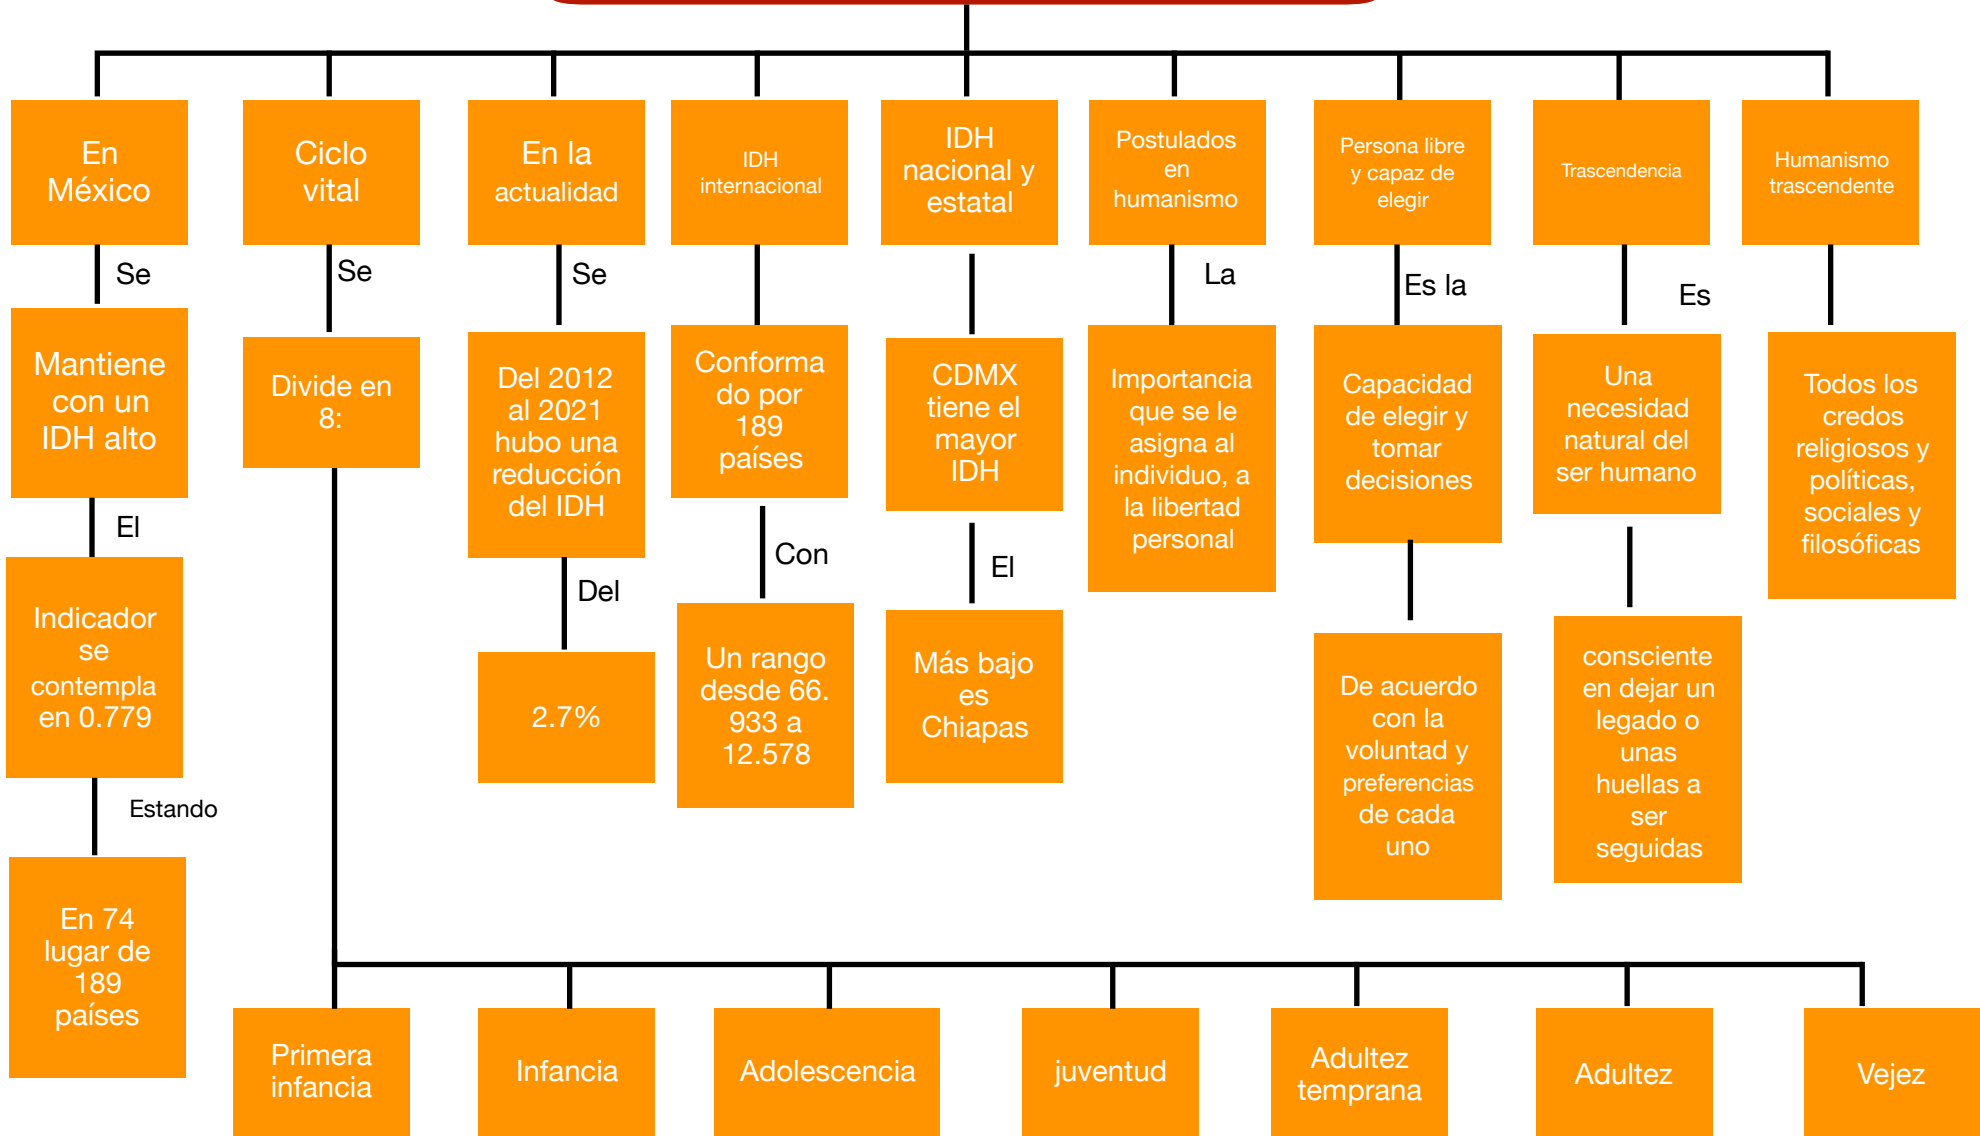 En
México
Se
Mantiene
con un
IDH alto
El
Indicador
se
contempla
en 0.779
Estando
En 74
lugar de
189
países
Ciclo
vital
Se
Divide en
8:
Primera
infancia
Infancia
Adolescencia
juventud
Adultez
temprana
Adultez
Vejez
En la
actualidad
Se
Del 2012
al 2021
hubo una
reducción
del IDH
Del
2.7%
IDH
internacional
Conforma
do por
189
países
Con
Un rango
desde 66.
933 a
12.578
IDH
nacional y
estatal
CDMX
tiene el
mayor
IDH
El
Más bajo
es
Chiapas
Postulados
en
humanismo
La
Importancia
que se le
asigna al
individuo, a
la libertad
personal
Persona libre
y capaz de
elegir
Es la
Capacidad
de elegir y
tomar
decisiones
De acuerdo
con la
voluntad y
preferencias
de cada
uno
Trascendencia
Es
Una
necesidad
natural del
ser humano
consciente
en dejar un
legado o
unas
huellas a
ser
seguidas
Humanismo
trascendente
Todos los
credos
religiosos y
políticas,
sociales y
filosóficas